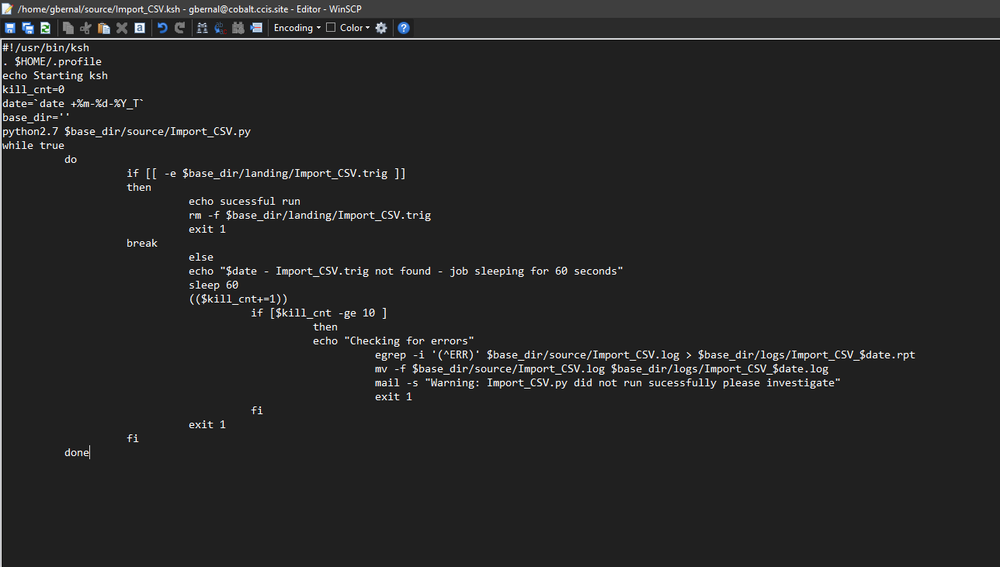 /home/gbernal/source/Import_CSV.ksh - gbernal@cobalt.ccis.site - Editor - WinSCP
Encoding Color
#!/usr/bin/ksh
. $HOME/.profile
echo Starting ksh
kill_cnt=0
date=`date +%m-%d-%Y_T`
base_dir=''
python2.7 $base_dir/source/Import_CSV.py
while true
do
if [[ -e $base_dir/landing/Import_CSV.trig ]]
then
echo sucessful run
rm -f $base_dir/landing/Import_CSV.trig
exit 1
break
else
echo "$date - Import_CSV.trig not found - job sleeping for 60 seconds"
sleep 60
(($kill_cnt+=1))
if [$kill_cnt -ge 10 ]
then
echo "Checking for errors"
egrep -i '(^ERR)' $base_dir/source/Import_CSV.log > $base_dir/logs/Import_CSV_$date.rpt
mv -f $base_dir/source/Import_CSV.log $base_dir/logs/Import_CSV_$date.log
mail -s "Warning: Import_CSV.py did not run sucessfully please investigate"
exit 1
fi
exit 1
fi
done